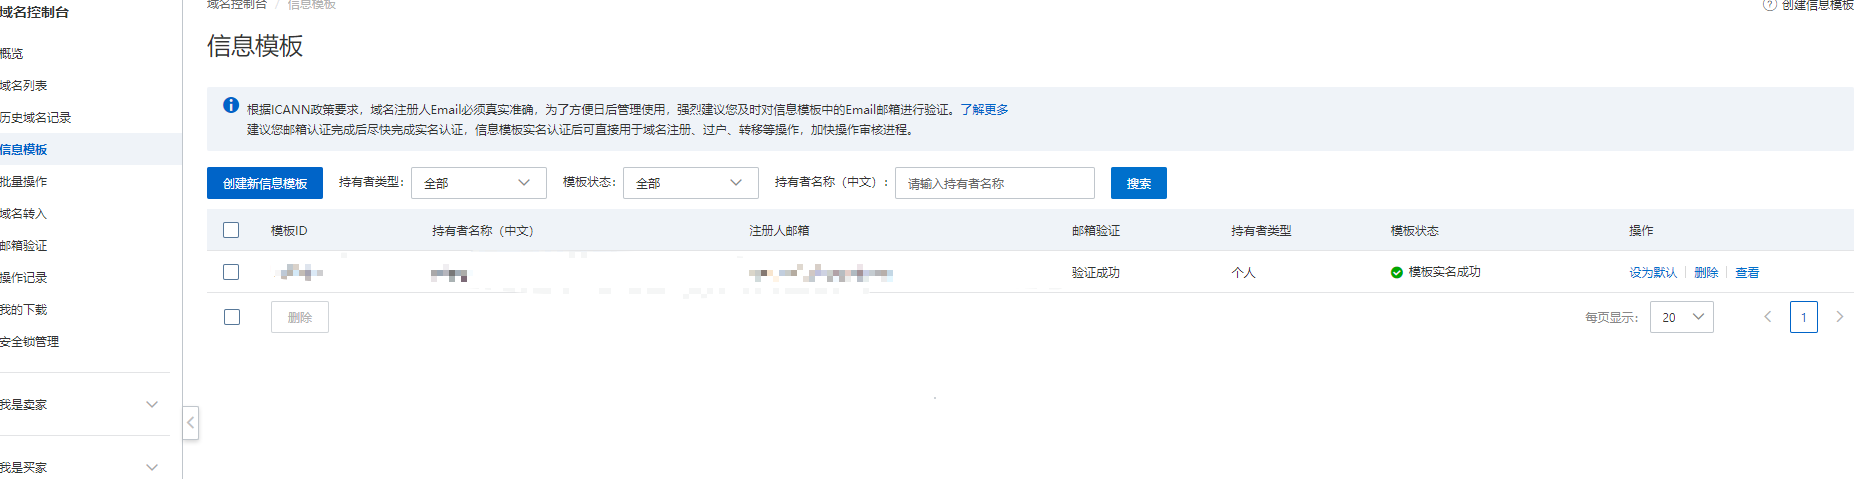 域名控制台
域名控制台 / 信息模板
创建信息模板
信息模板
概览
域名列表
历史域名记录
信息模板
批量操作
域名转入
邮箱验证
操作记录
我的下载
安全锁管理
我是卖家
我是买家
根据ICANN政策要求，域名注册人Email必须真实准确，为了方便日后管理使用，强烈建议您及时对信息模板中的Email邮箱进行验证。了解更多
建议您邮箱认证完成后尽快完成实名认证，信息模板实名认证后可直接用于域名注册、过户、转移等操作，加快操作审核进程。
创建新信息模板 持有者类型： 全部 模板状态： 全部 持有者名称（中文）： 请输入持有者名称 搜索
模板ID 持有者名称（中文） 注册人邮箱 邮箱验证 持有者类型 模板状态 操作
验证成功 个人 模板实名成功 设为默认 删除 查看
删除 每页显示： 20 1